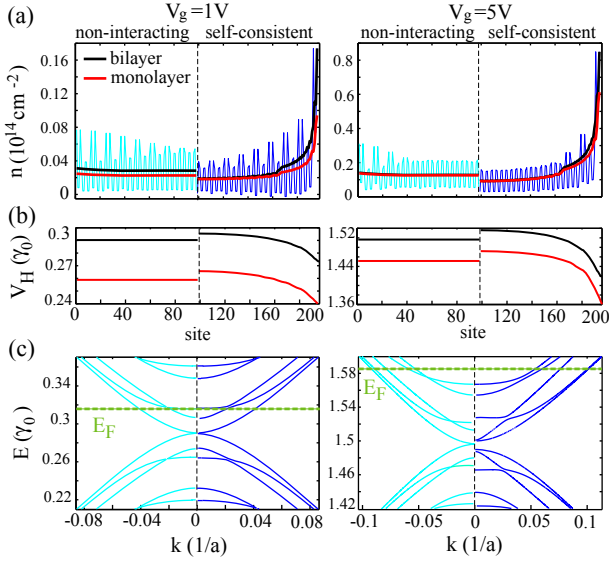 (a)
V_g =1V
V_g =5V
non-interacting
self-consistent
non-interacting
self-consistent
bilayer
monolayer
n (10^14 cm^-2)
0.16
0.12
0.08
0.04
0
0.8
0.6
0.4
0.2
0
(b)
V_H (γ_0)
0.3
0.27
0.24
1.52
1.44
1.36
0 40 80 120 160 200
site
0 40 80 120 160 200
site
(c)
E (γ_0)
0.34
0.3
0.26
0.22
E_F
1.58
1.54
1.5
1.46
1.42
E_F
-0.08 -0.04 0 0.04 0.08
k (1/a)
-0.1 -0.05 0 0.05 0.1
k (1/a)